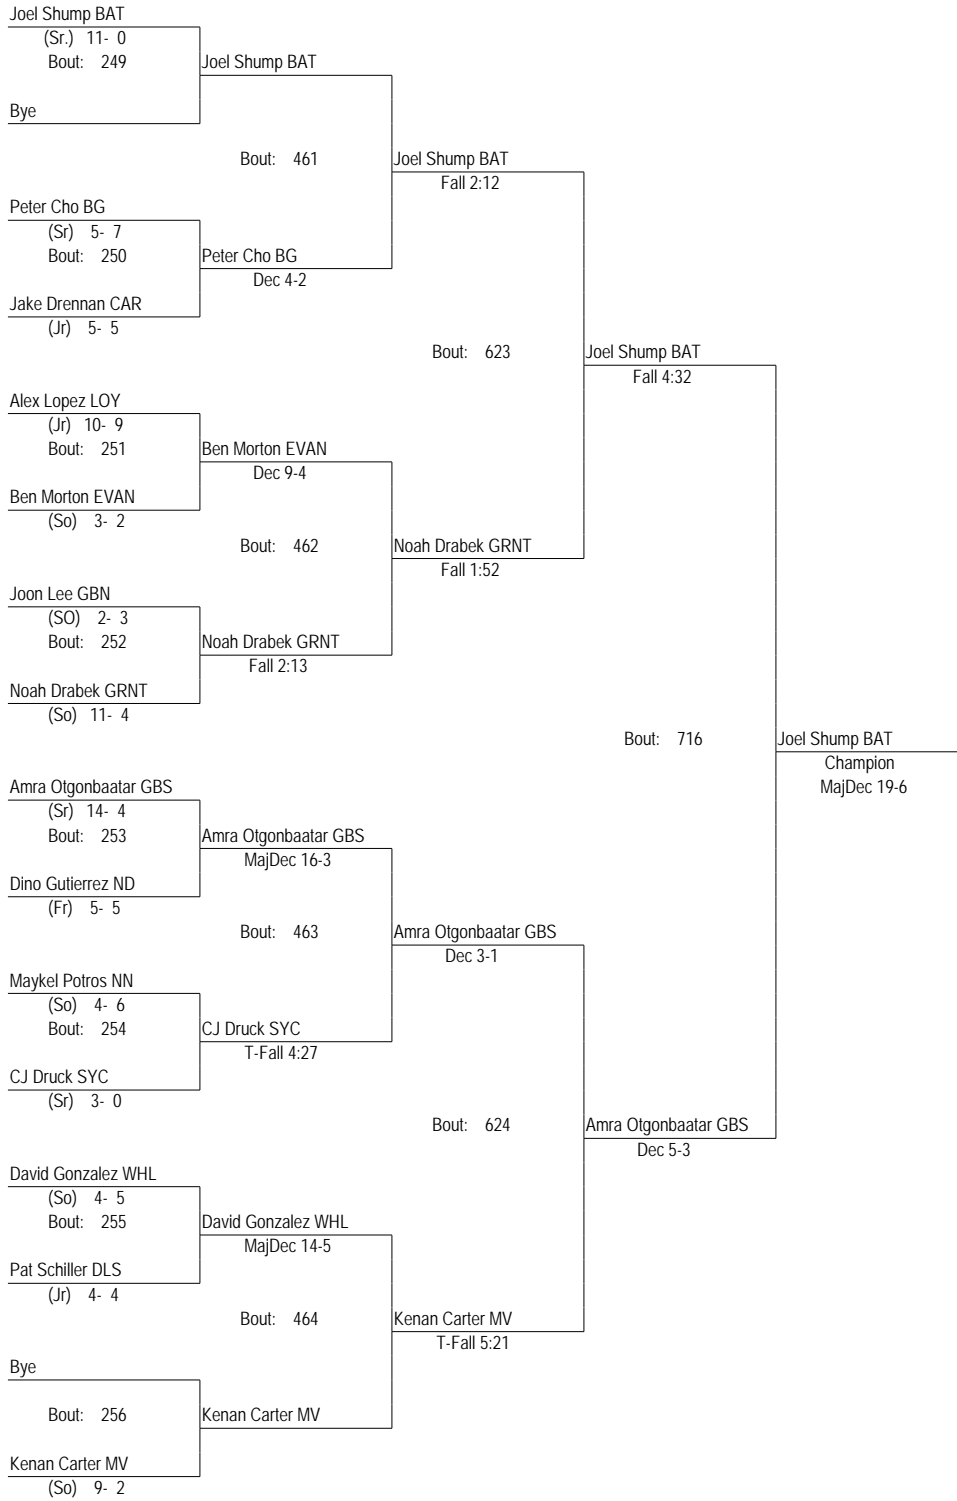 Joel Shump BAT
(Sr.) 11- 0
Bout: 249
Joel Shump BAT
Bye
Bout: 461
Joel Shump BAT
Fall 2:12
Peter Cho BG
(Sr) 5- 7
Bout: 250
Peter Cho BG
Dec 4-2
Jake Drennan CAR
(Jr) 5- 5
Bout: 623
Joel Shump BAT
Fall 4:32
Alex Lopez LOY
(Jr) 10- 9
Bout: 251
Ben Morton EVAN
Dec 9-4
Ben Morton EVAN
(So) 3- 2
Bout: 462
Noah Drabek GRNT
Fall 1:52
Joon Lee GBN
(SO) 2- 3
Bout: 252
Noah Drabek GRNT
Fall 2:13
Noah Drabek GRNT
(So) 11- 4
Bout: 716
Joel Shump BAT
Champion
MajDec 19-6
Amra Otgonbaatar GBS
(Sr) 14- 4
Bout: 253
Amra Otgonbaatar GBS
MajDec 16-3
Dino Gutierrez ND
(Fr) 5- 5
Bout: 463
Amra Otgonbaatar GBS
Dec 3-1
Maykel Potros NN
(So) 4- 6
Bout: 254
CJ Druck SYC
T-Fall 4:27
CJ Druck SYC
(Sr) 3- 0
Bout: 624
Amra Otgonbaatar GBS
Dec 5-3
David Gonzalez WHL
(So) 4- 5
Bout: 255
David Gonzalez WHL
MajDec 14-5
Pat Schiller DLS
(Jr) 4- 4
Bout: 464
Kenan Carter MV
T-Fall 5:21
Bye
Bout: 256
Kenan Carter MV
Kenan Carter MV
(So) 9- 2